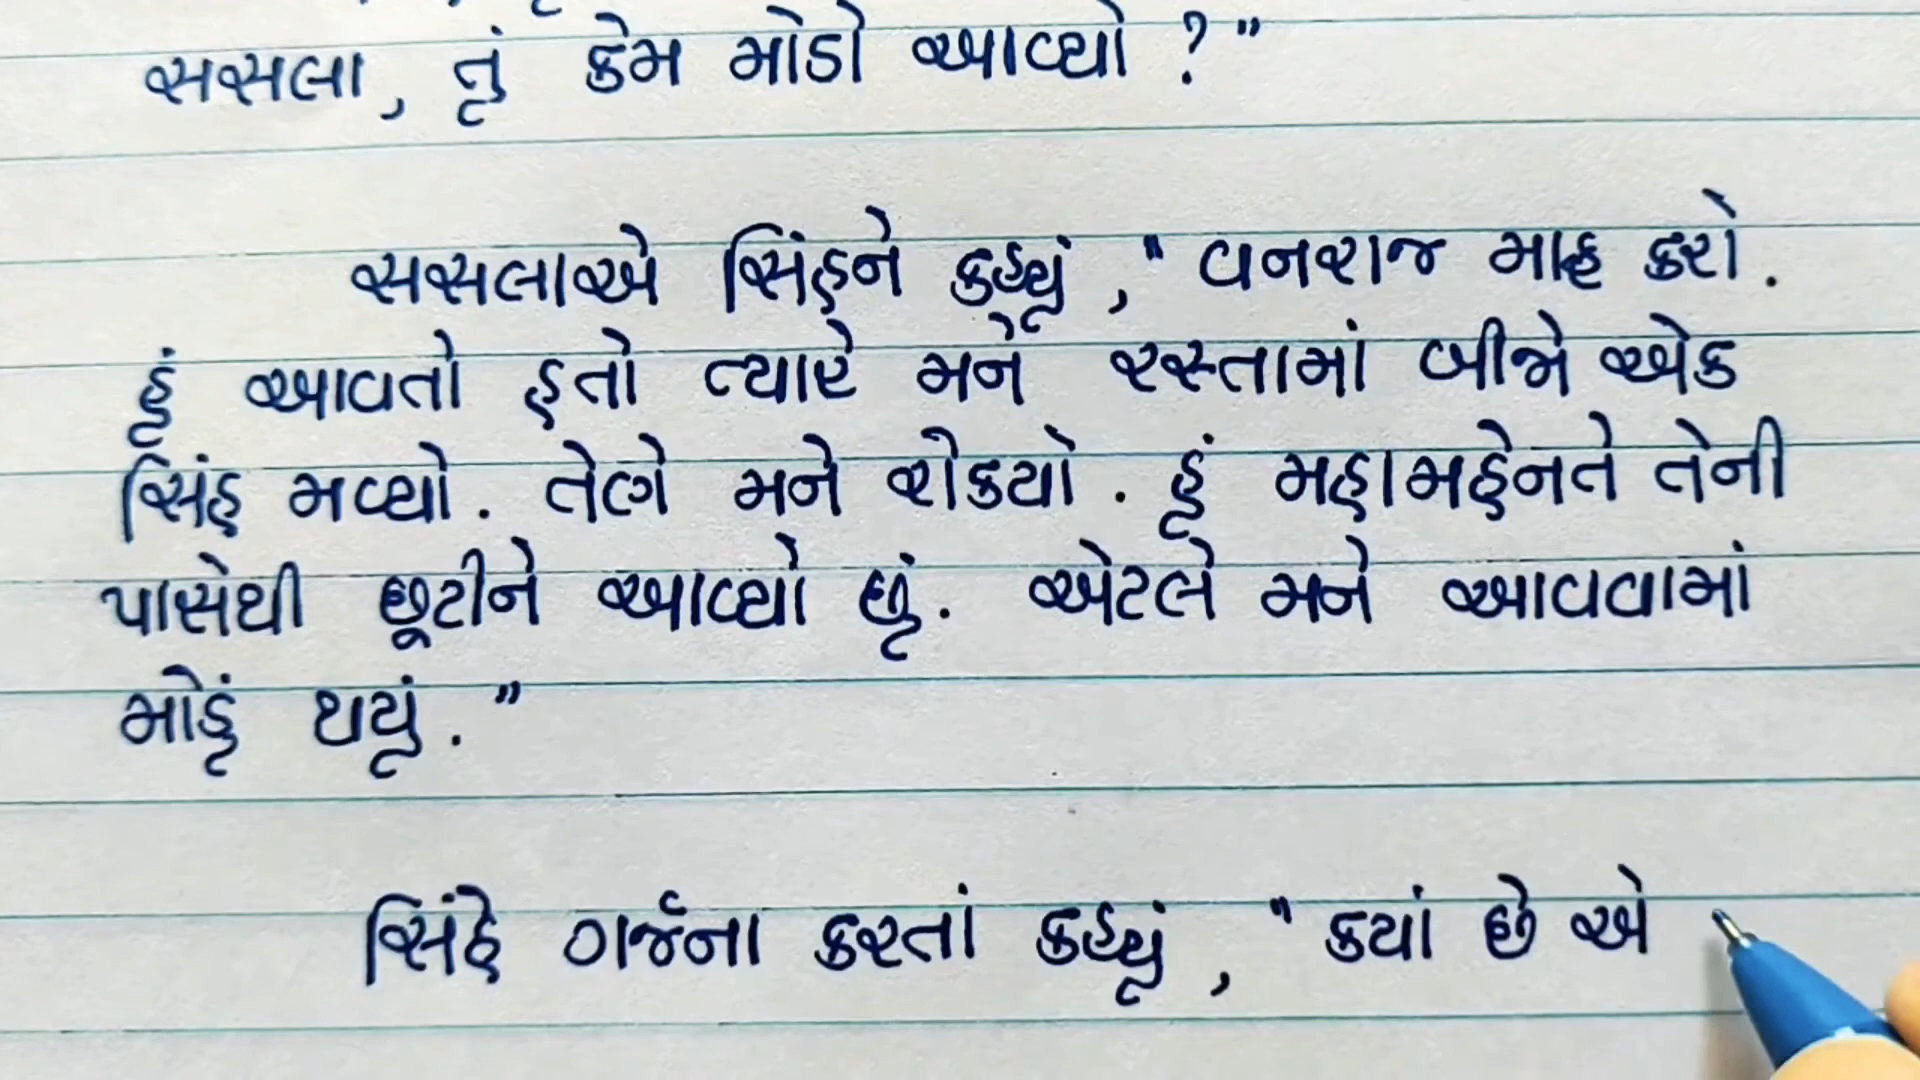 સસલા, તું કેમ મોડો આવ્યો ?"
સસલાએ સિંહને કહ્યું, "વનરાજ માફ કરો.
હું આવતો હતો ત્યારે મને રસ્તામાં બીજો એક
સિંહ મળ્યો. તેણે મને રોકયો. હું મહામહેનતે તેની
પાસેથી છૂટીને આવ્યો છું. એટલે મને આવવામાં
મોડું થયું."
સિંહે ગર્જના કરતાં કહ્યું, "કયાં છે એ